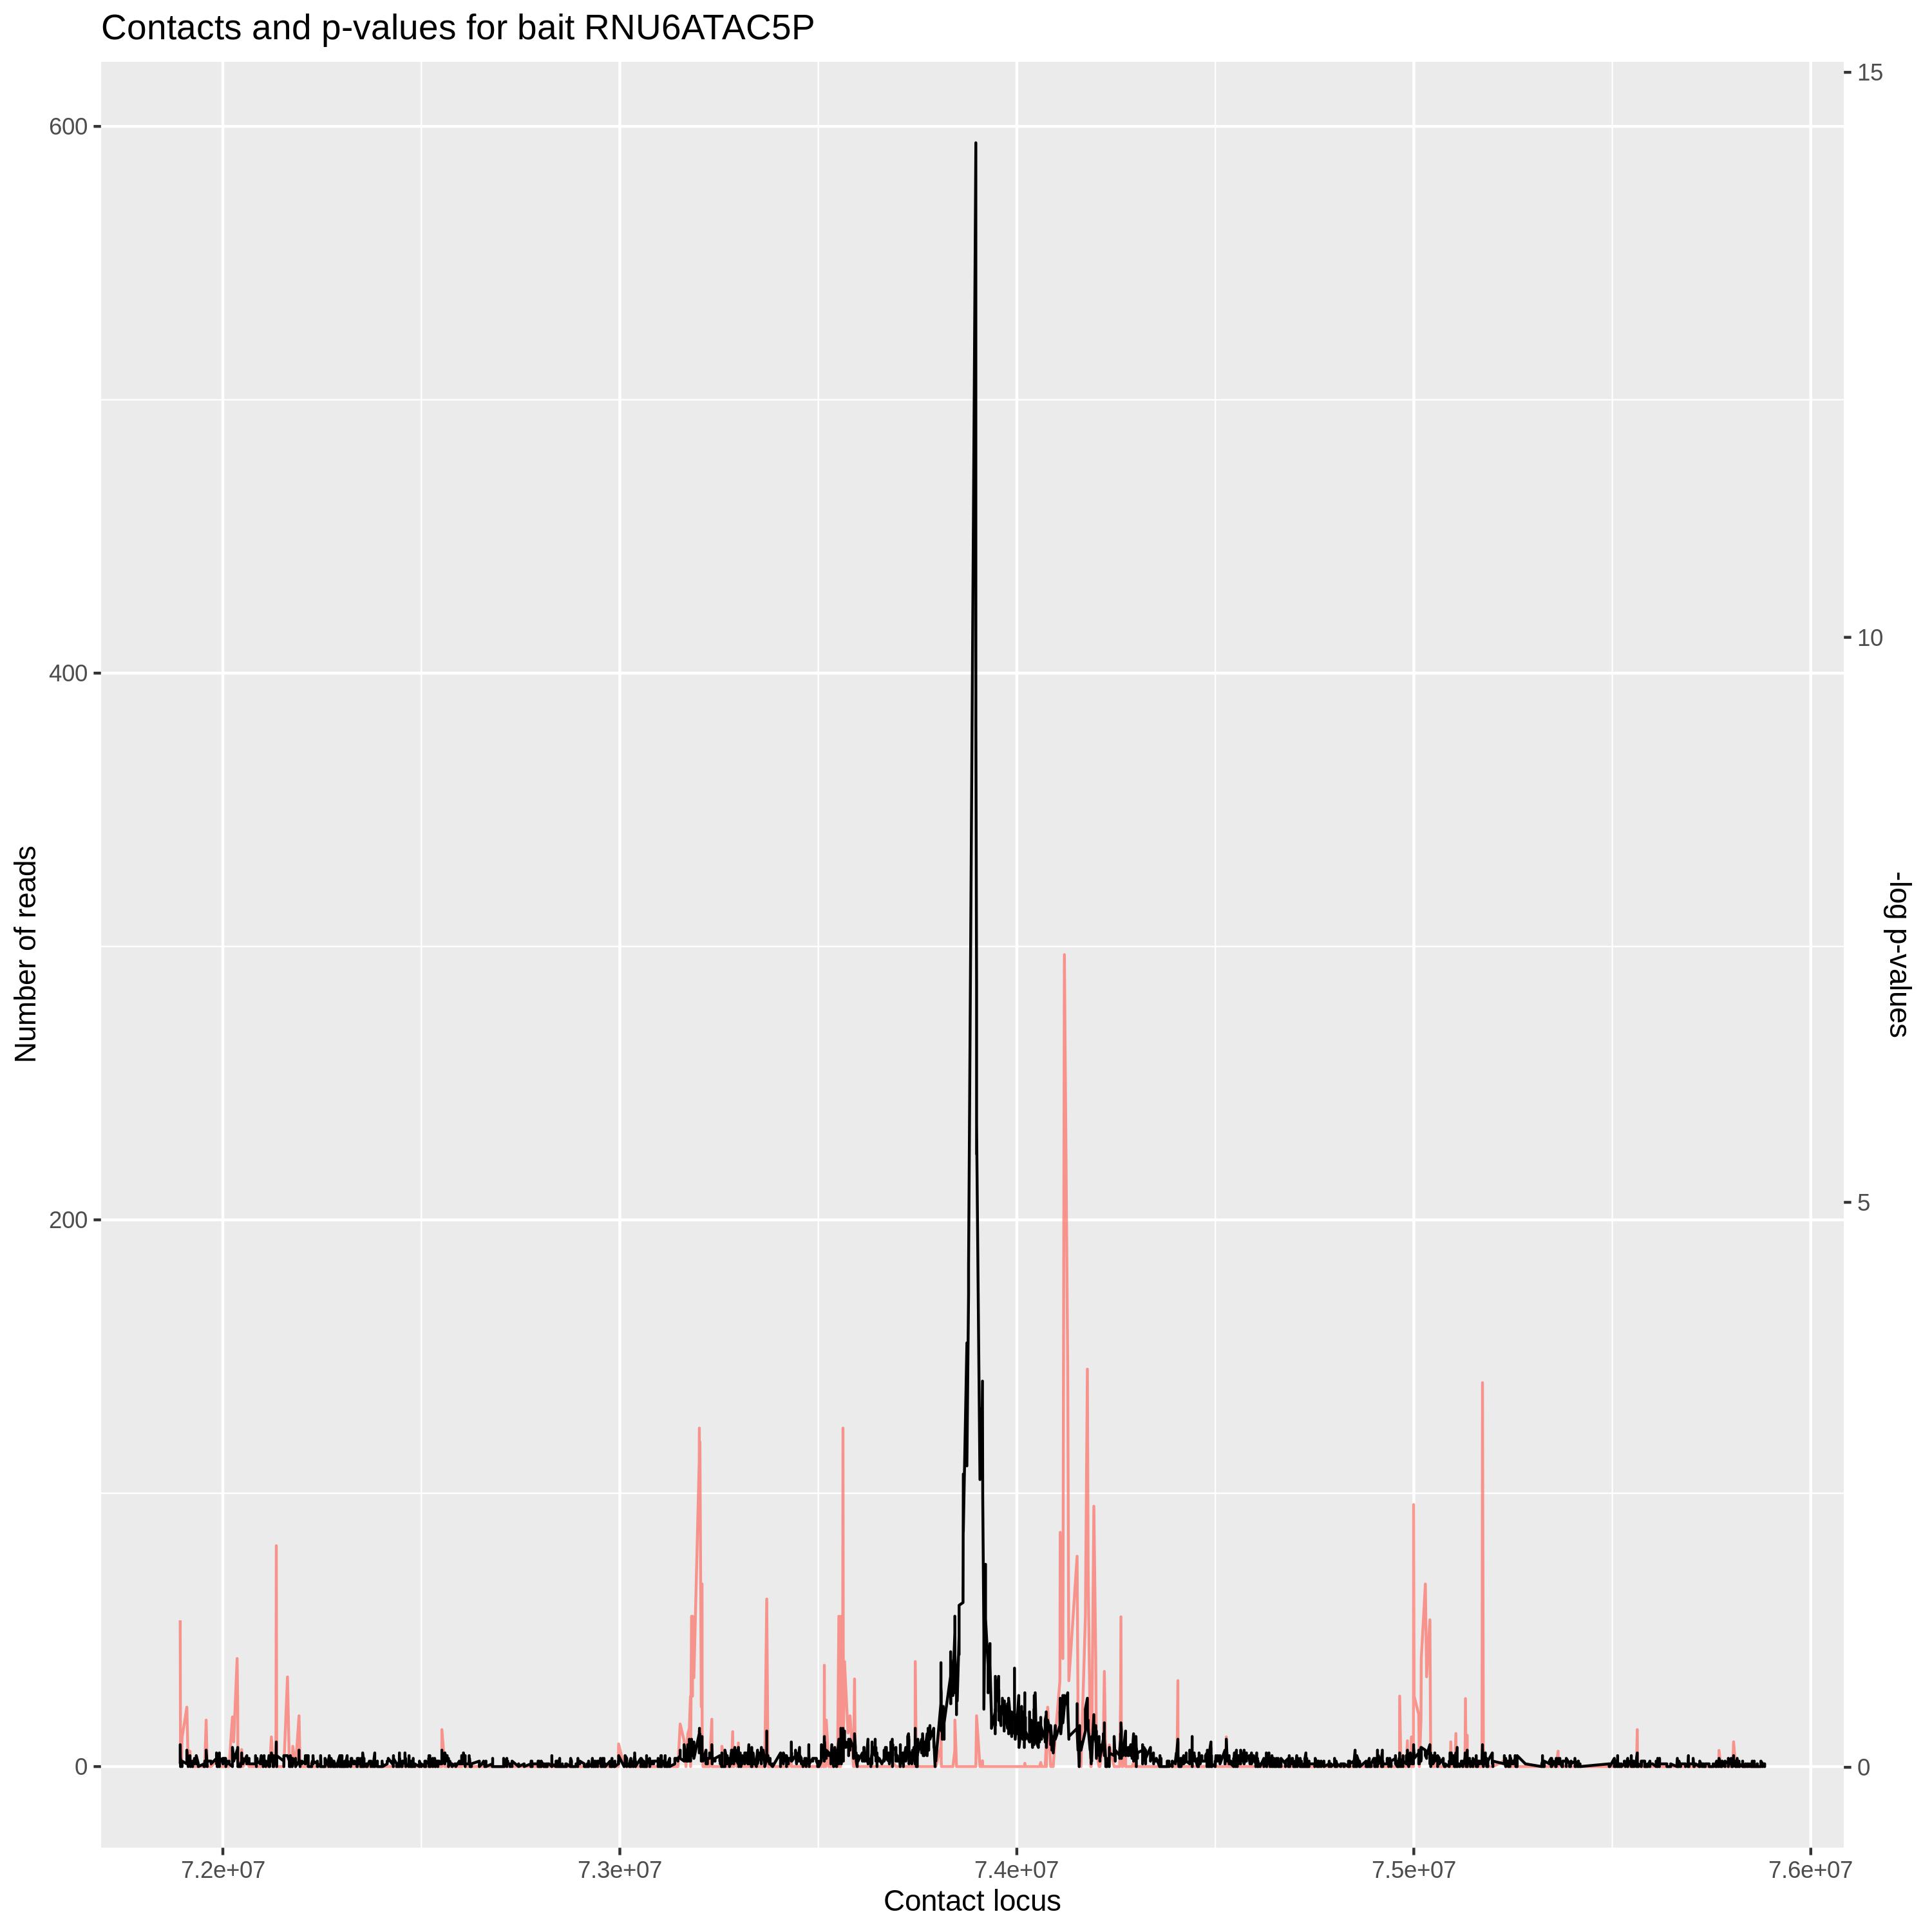 Contacts and p-values for bait RNU6ATAC5P
600
400
200
0
Number of reads
15
10
5
0
-log p-values
7.2e+07
7.3e+07
7.4e+07
7.5e+07
7.6e+07
Contact locus